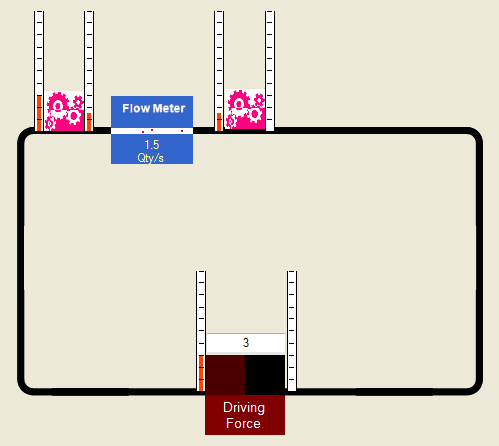 Flow Meter
1.5
Qty/s
3
Driving
Force